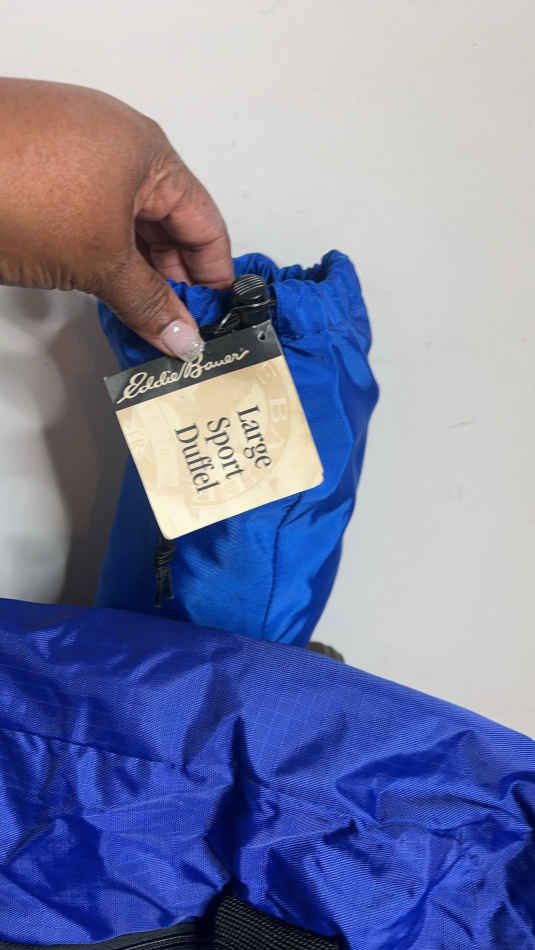 Eddie Bauer
Large
Sport
Duffel